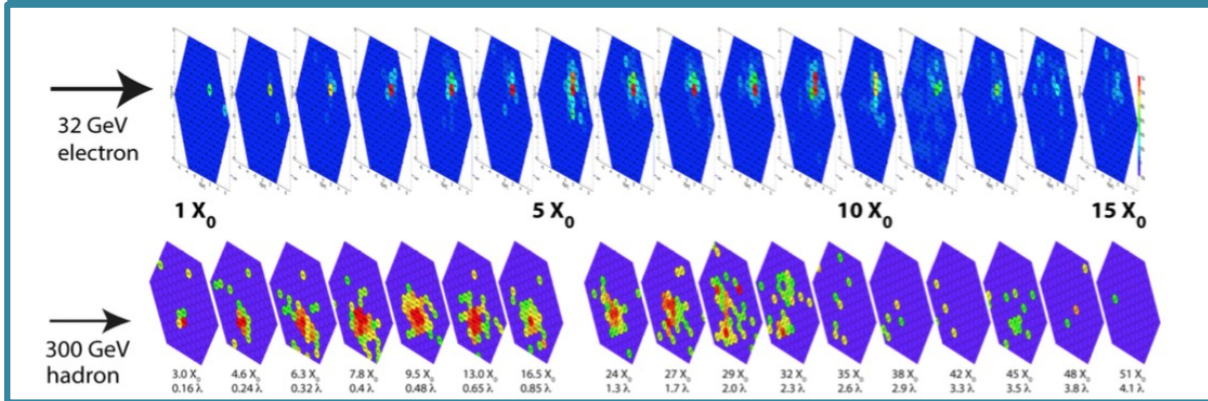 32 GeV
electron
1 X0 5 X0 10 X0 15 X0
300 GeV
hadron
3.0 X0 4.6 X0 6.3 X0 7.8 X0 9.5 X0 13.0 X0 16.5 X0 24 X0 27 X0 29 X0 32 X0 35 X0 38 X0 42 X0 45 X0 48 X0 51 X0
0.16 λ 0.24 λ 0.32 λ 0.4 λ 0.48 λ 0.65 λ 0.85 λ 1.3 λ 1.7 λ 2.0 λ 2.3 λ 2.6 λ 2.9 λ 3.3 λ 3.5 λ 3.8 λ 4.1 λ